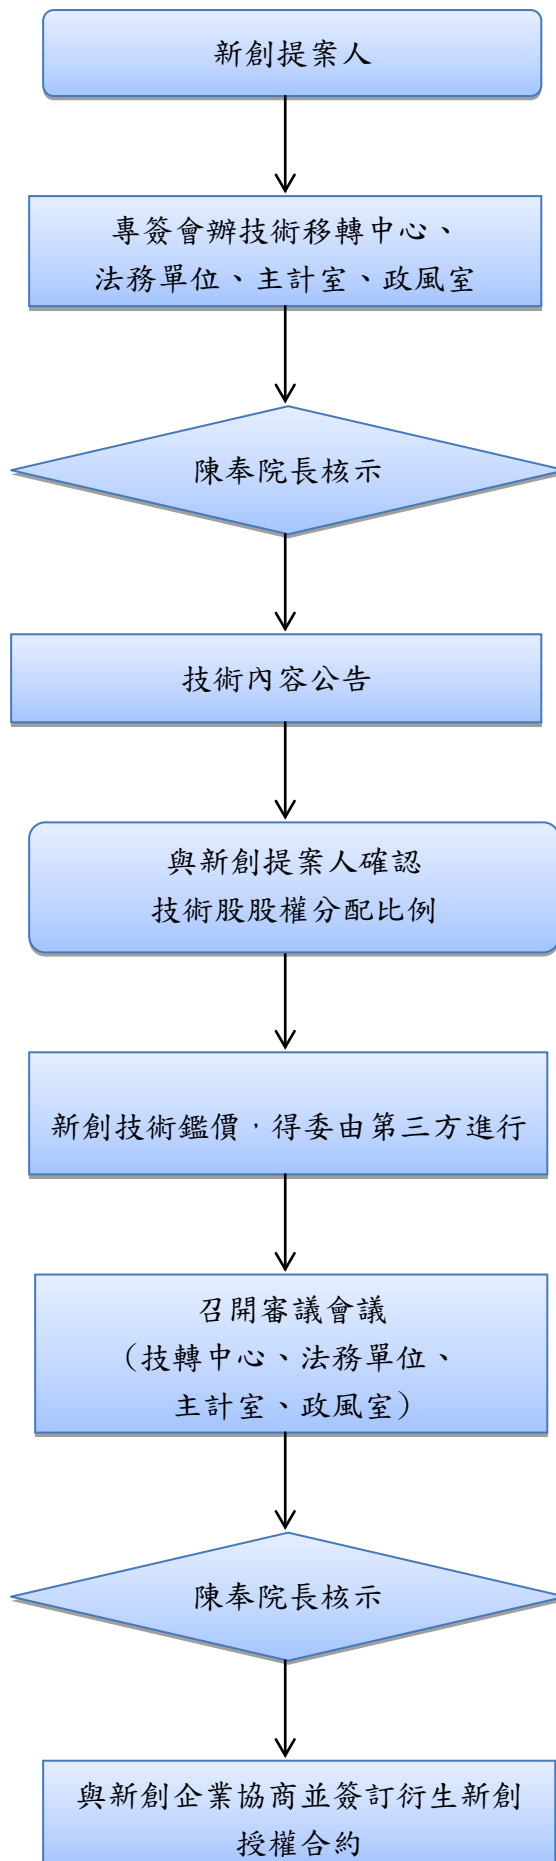 新創提案人
專簽會辦技術移轉中心、
法務單位、主計室、政風室
陳奉院長核示
技術內容公告
與新創提案人確認
技術股股權分配比例
新創技術鑑價，得委由第三方進行
召開審議會議
（技轉中心、法務單位、
主計室、政風室）
陳奉院長核示
與新創企業協商並簽訂衍生新創
授權合約